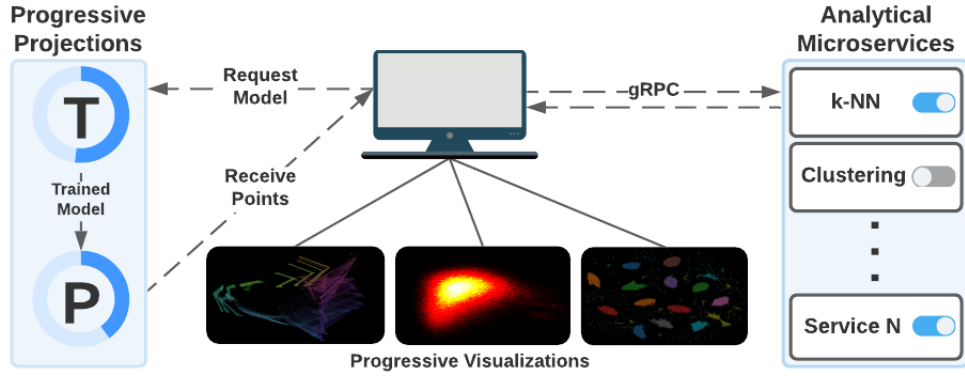 Progressive
Projections
T
Trained
Model
P
Request
Model
Receive
Points
gRPC
Progressive Visualizations
Analytical
Microservices
k-NN
Clustering
Service N